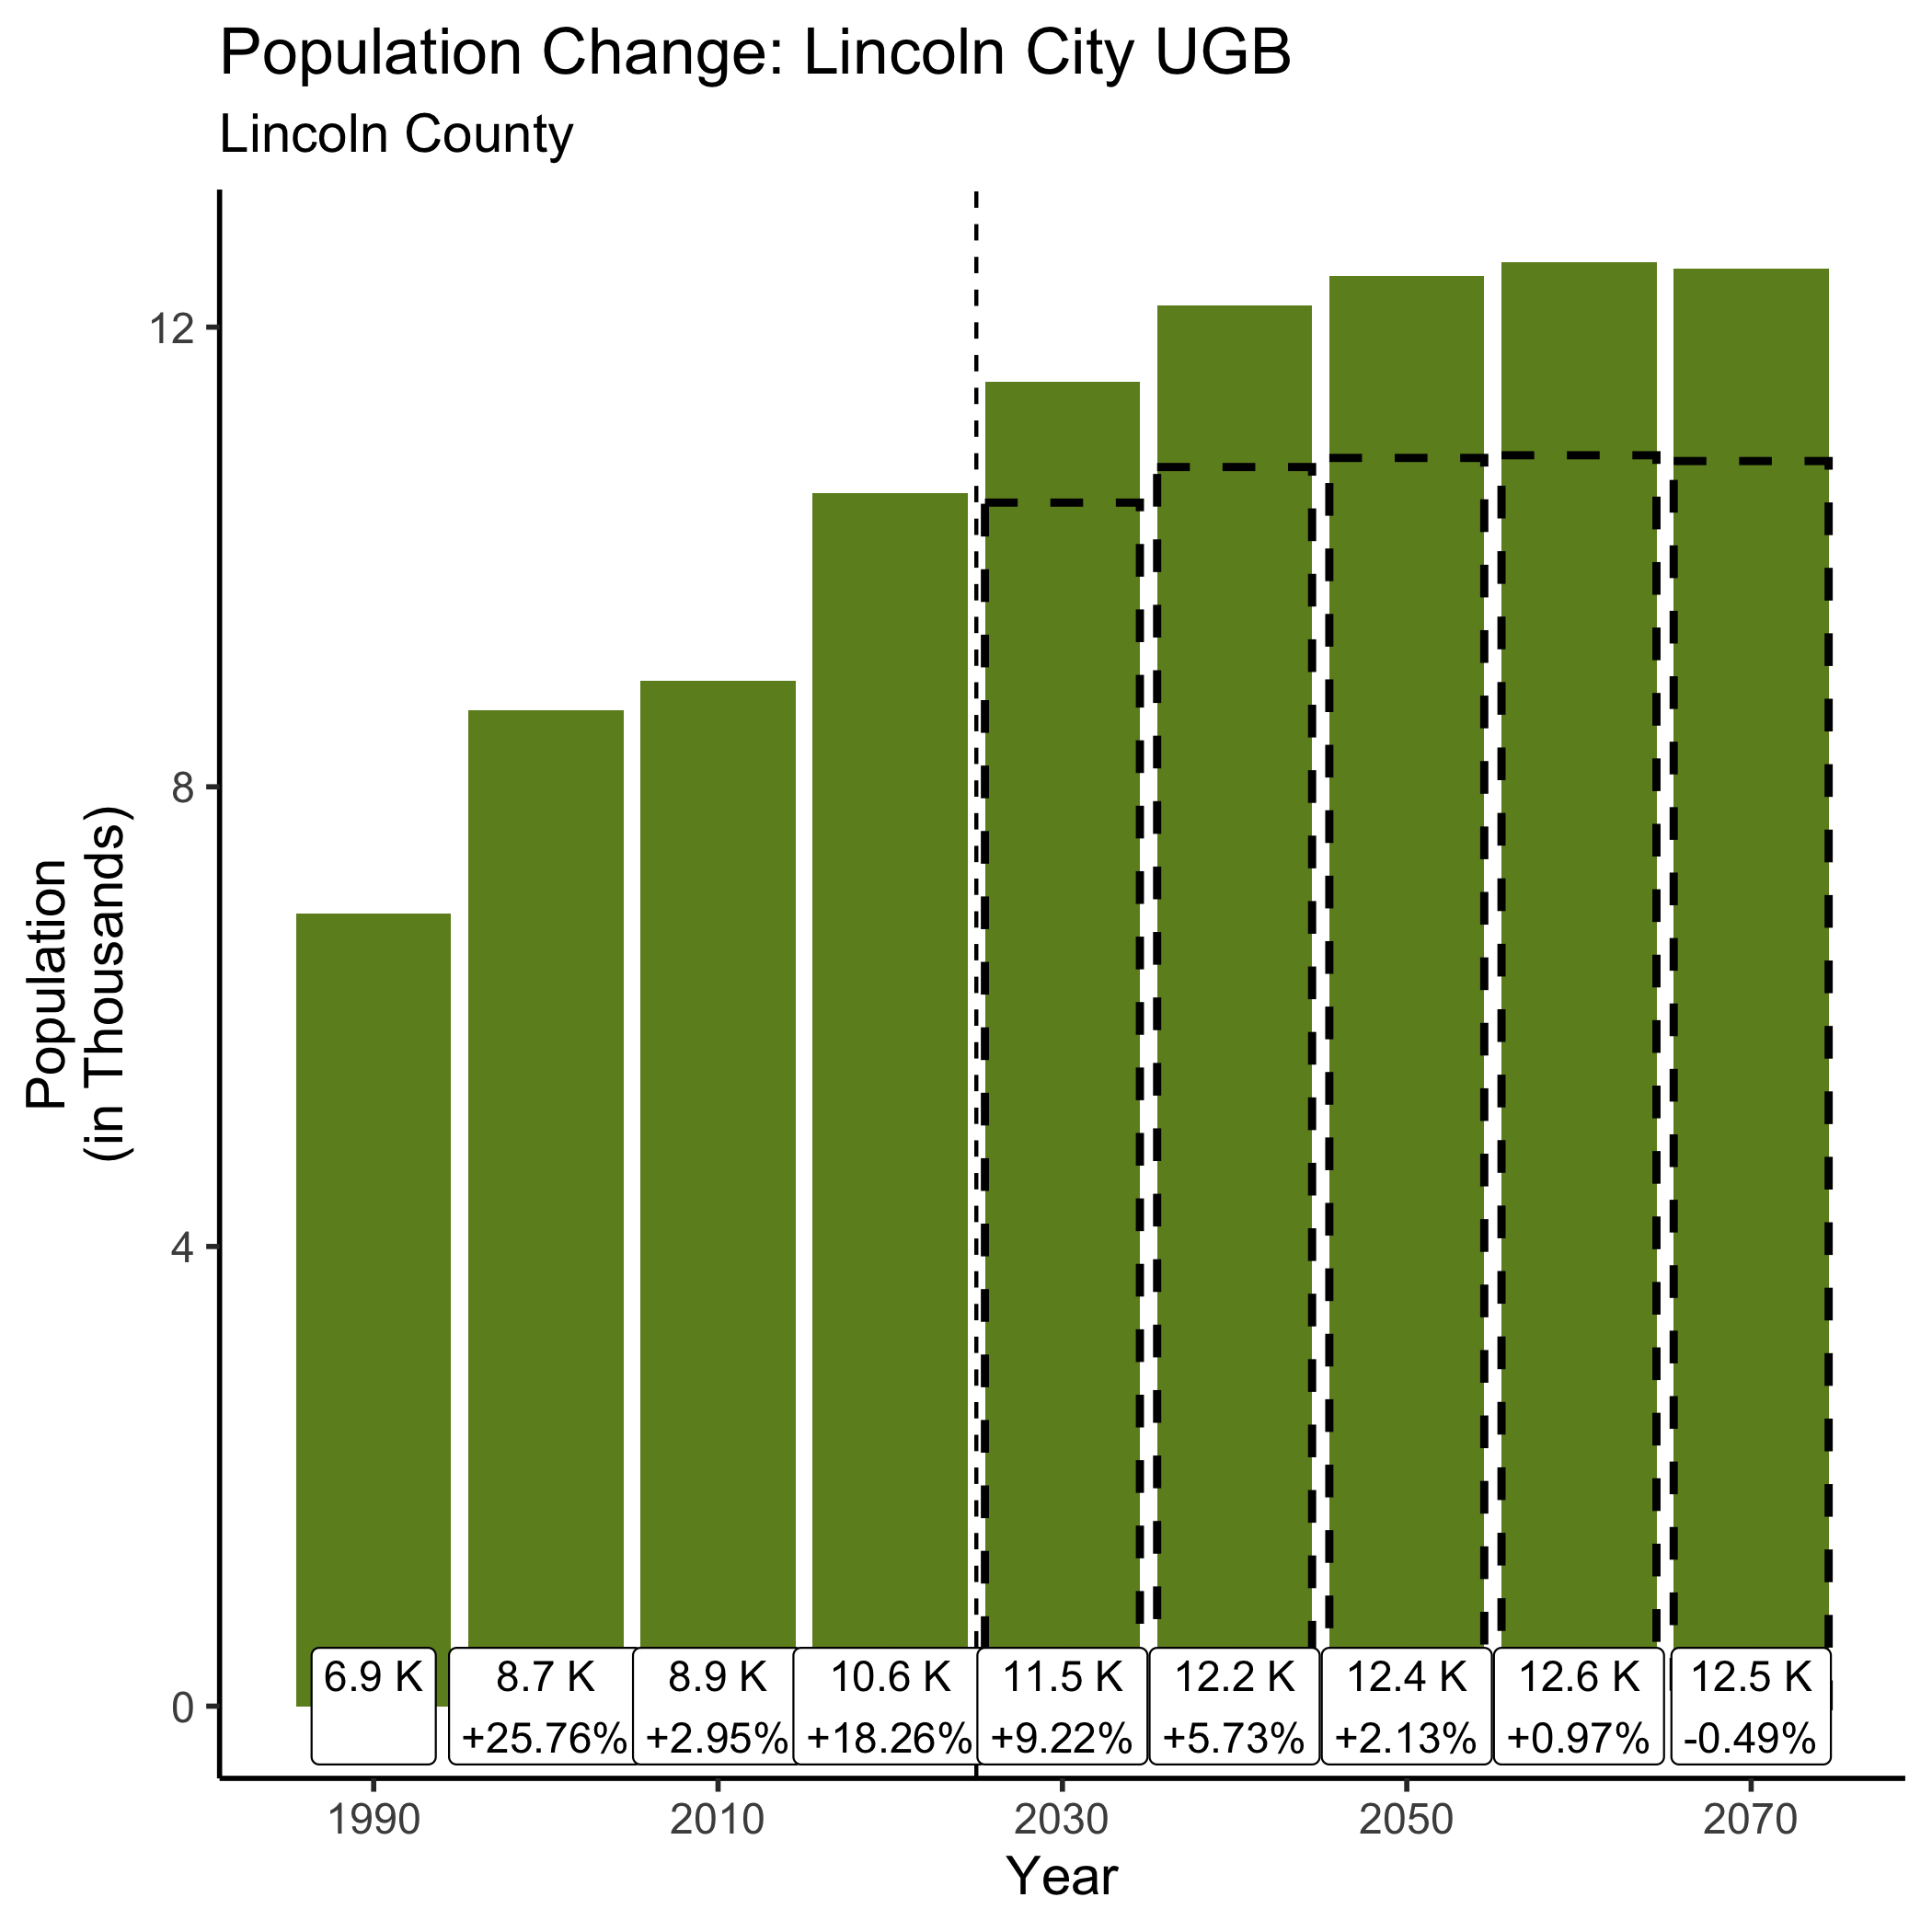 Population Change: Lincoln City UGB
Lincoln County
Population
(in Thousands)
12
8
4
0
6.9 K
8.7 K
+25.76%
8.9 K
+2.95%
10.6 K
+18.26%
11.5 K
+9.22%
12.2 K
+5.73%
12.4 K
+2.13%
12.6 K
+0.97%
12.5 K
-0.49%
1990
2010
2030
2050
2070
Year